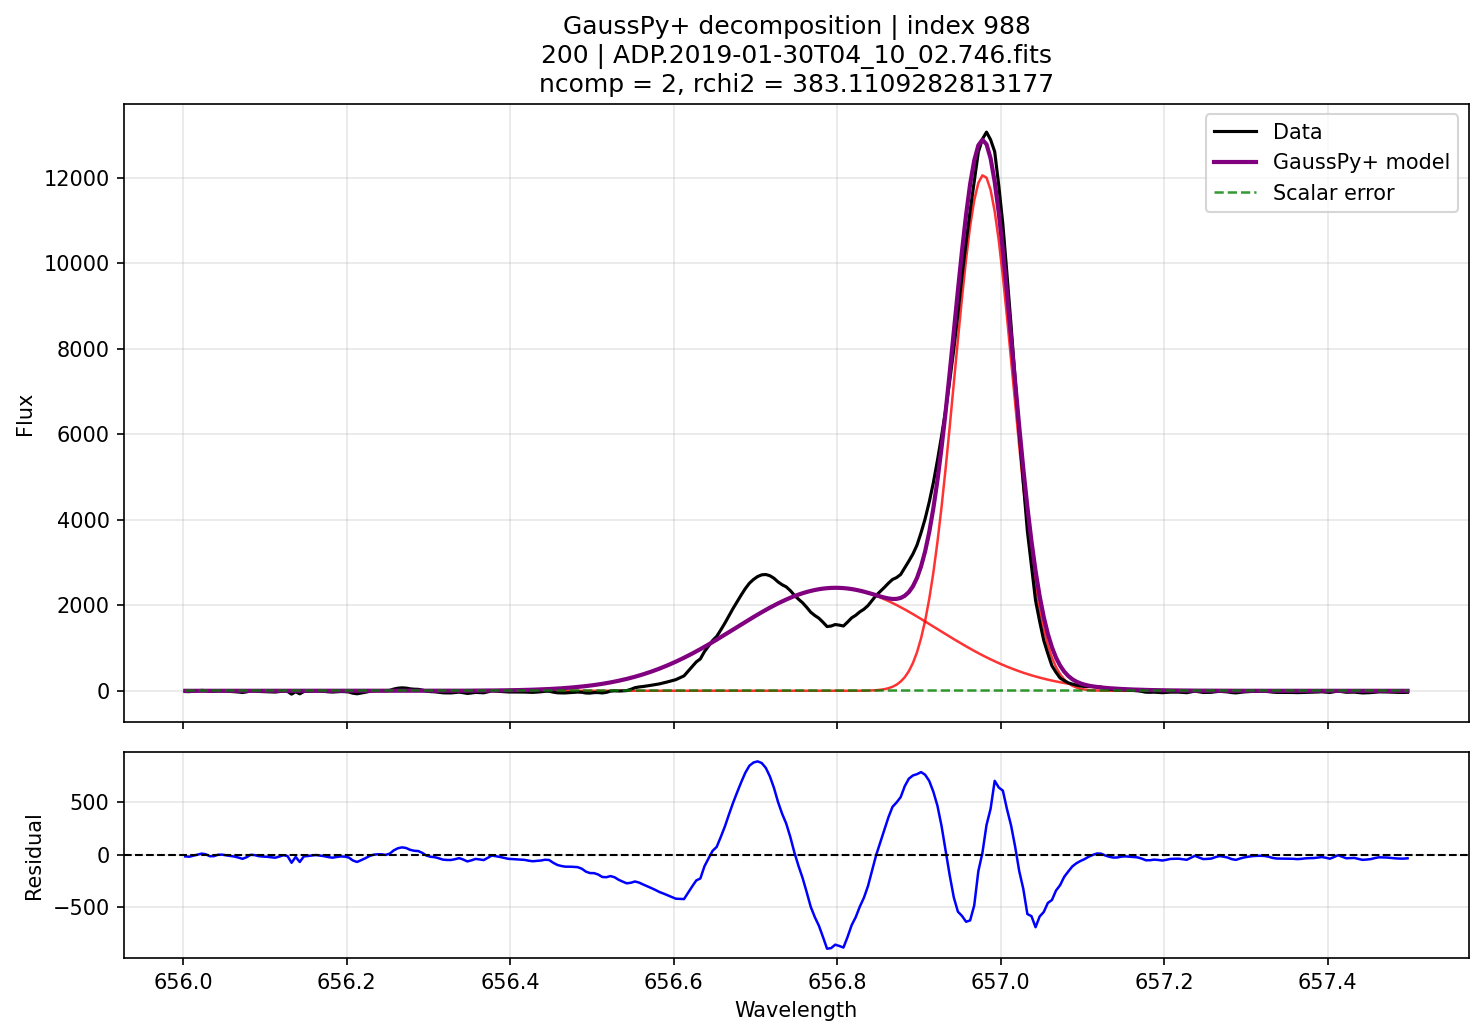 GaussPy+ decomposition | index 988
200 | ADP.2019-01-30T04_10_02.746.fits
ncomp = 2, rchi2 = 383.1109282813177
Data
GaussPy+ model
Scalar error
Flux
12000
10000
8000
6000
4000
2000
0
Residual
500
0
−500
656.0
656.2
656.4
656.6
656.8
657.0
657.2
657.4
Wavelength